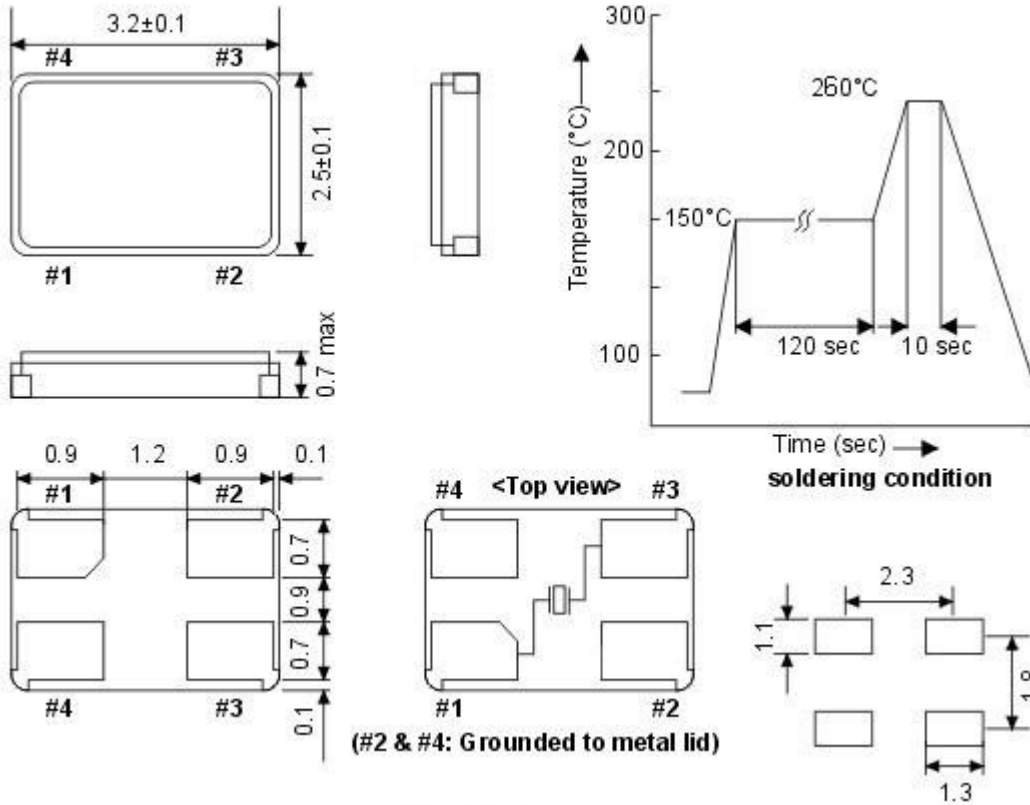 3.2±0.1
#4 #3
2.5±0.1
#1 #2
0.7 max
300
200
100
Temperature (°C)
260°C
150°C
120 sec
10 sec
Time (sec)
soldering condition
0.9 1.2 0.9 0.1
#1 #2
0.7
0.9
0.7
0.1
#4 #3
#4 <Top view> #3
#1 #2
(#2 & #4: Grounded to metal lid)
2.3
1.1
1.3